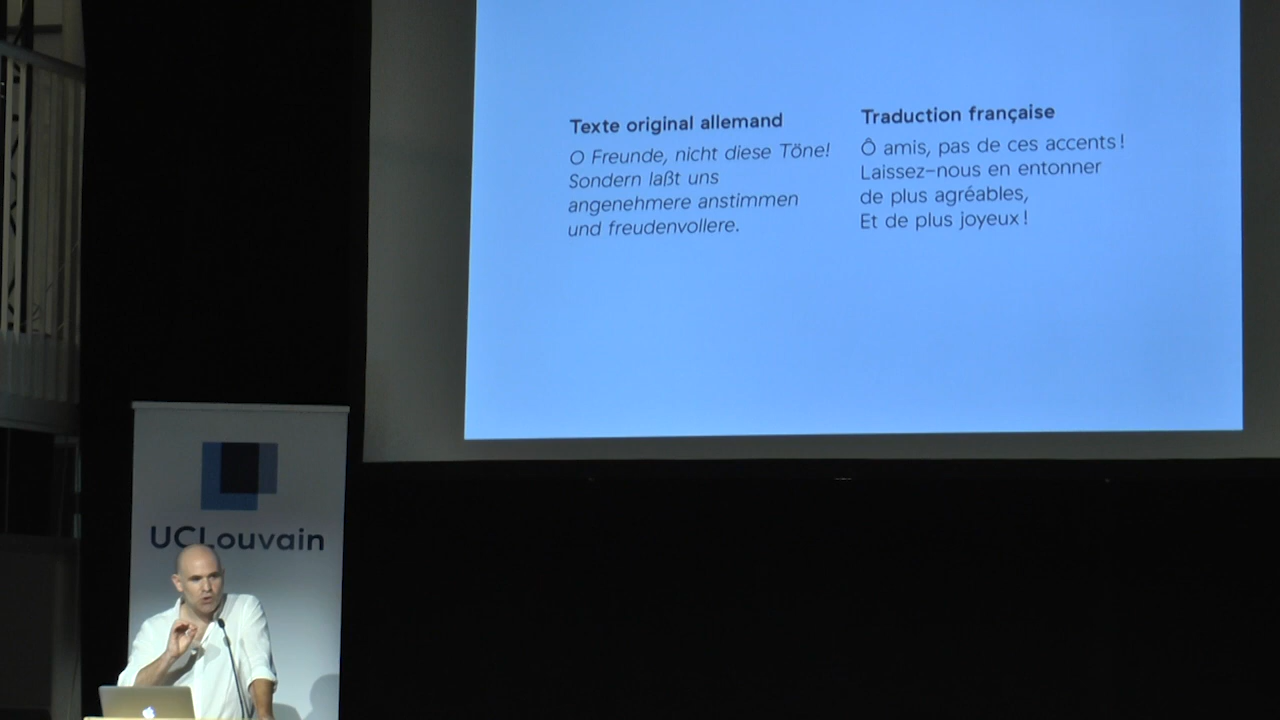 Texte original allemand
O Freunde, nicht diese Töne!
Sondern laßt uns
angenehmere anstimmen
und freudenvollere.
Traduction française
Ô amis, pas de ces accents !
Laissez-nous en entonner
de plus agréables,
Et de plus joyeux !
UCLouvain